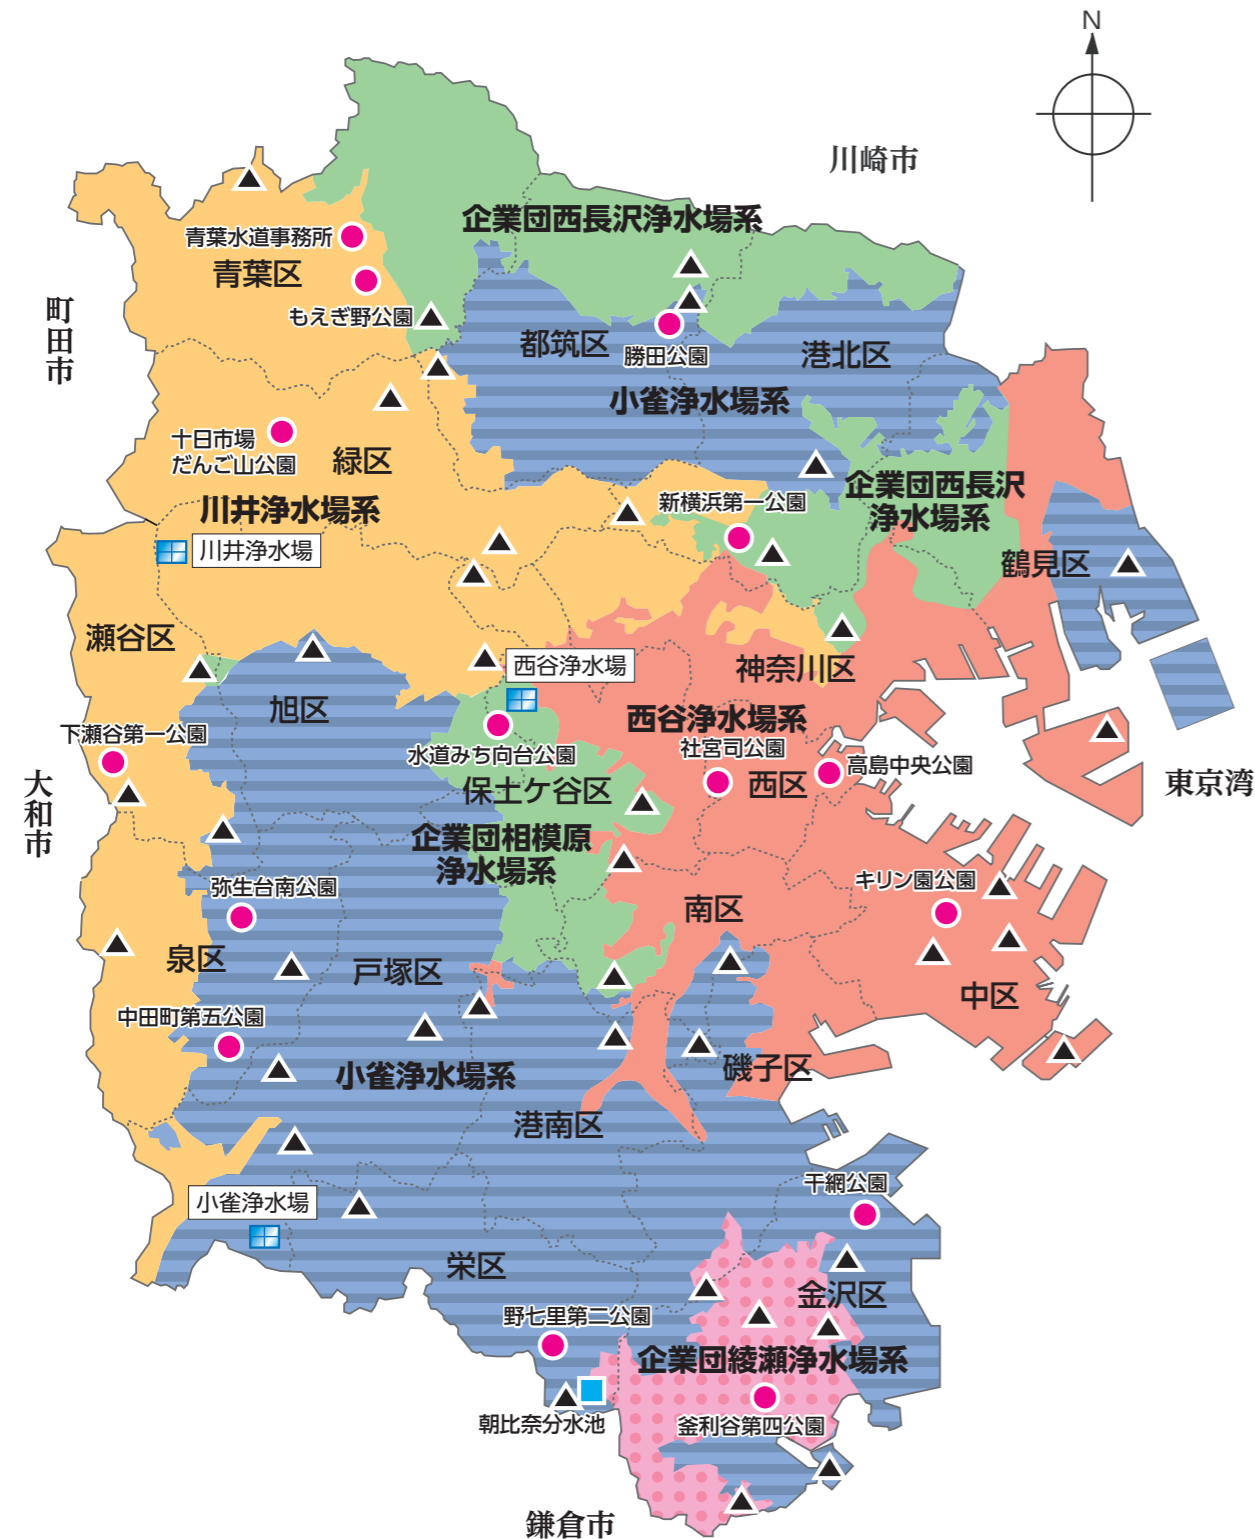 N
川崎市
企業団西長沢浄水場系
青葉水道事務所
青葉区
もえぎ野公園
町田市
都筑区
勝田公園
港北区
小雀浄水場系
十日市場
だんご山公園
緑区
川井浄水場系
新横浜第一公園
企業団西長沢
浄水場系
川井浄水場
鶴見区
瀬谷区
西谷浄水場
神奈川区
旭区
西谷浄水場系
下瀬谷第一公園
水道みち向台公園
社宮司公園
高島中央公園
東京湾
大和市
保土ケ谷区
西区
企業団相模原
浄水場系
弥生台南公園
キリン園公園
南区
泉区
戸塚区
中区
中田町第五公園
小雀浄水場系
磯子区
港南区
小雀浄水場
干網公園
栄区
金沢区
野七里第二公園
企業団綾瀬浄水場系
朝比奈分水池
釜利谷第四公園
鎌倉市